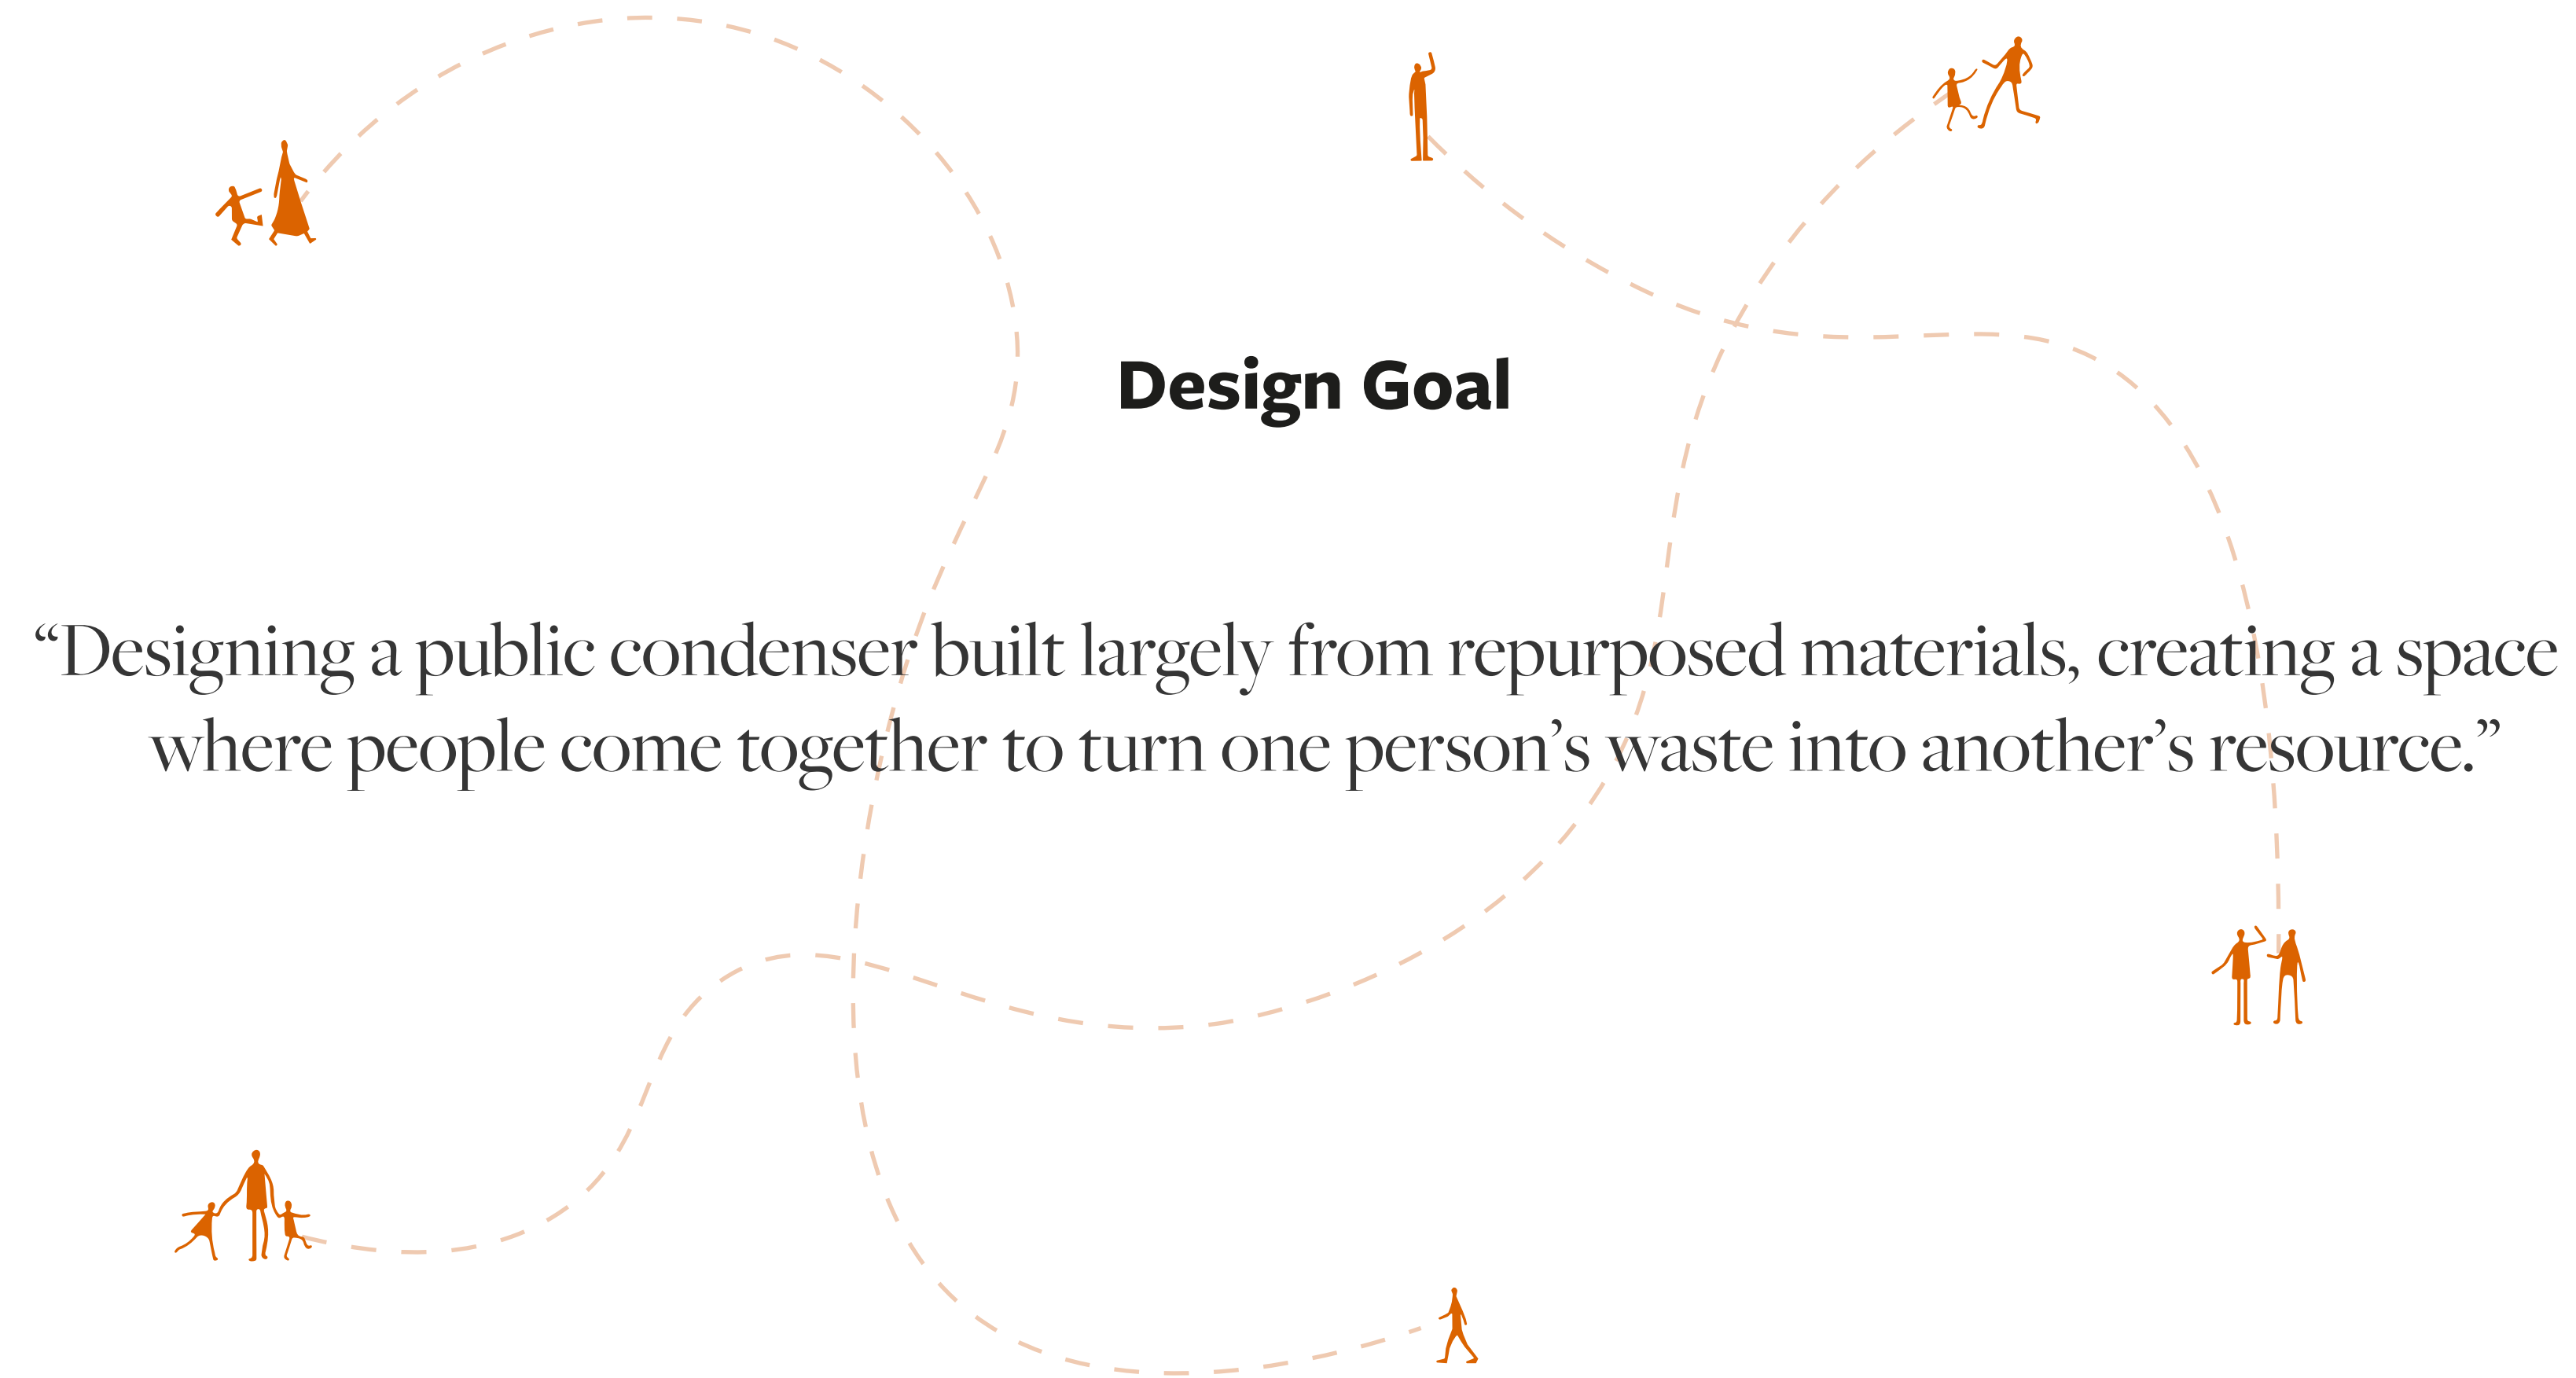 Design Goal
“Designing a public condenser built largely from repurposed materials, creating a space
where people come together to turn one person’s waste into another’s resource.”